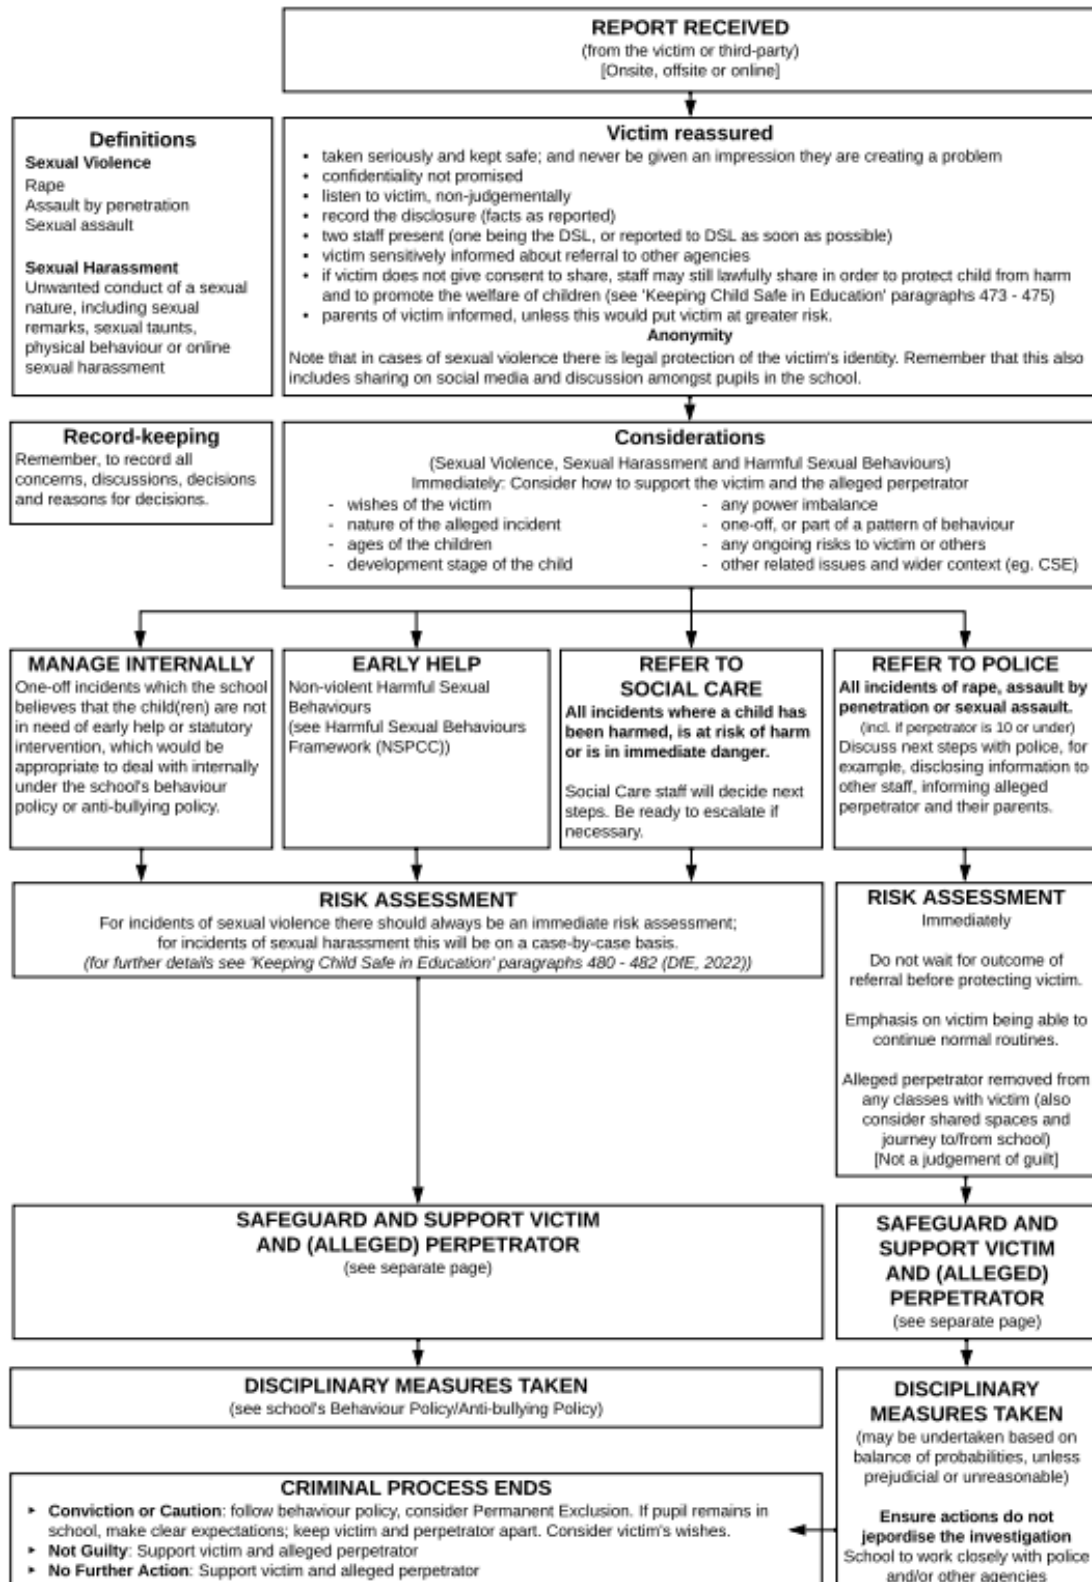 REPORT RECEIVED
(from the victim or third-party)
[Onsite, offsite or online]
Definitions
Sexual Violence
Rape
Assault by penetration
Sexual assault
Sexual Harassment
Unwanted conduct of a sexual
nature, including sexual
remarks, sexual taunts,
physical behaviour or online
sexual harassment
Victim reassured
• taken seriously and kept safe; and never be given an impression they are creating a problem
• confidentiality not promised
• listen to victim, non-judgementally
• record the disclosure (facts as reported)
• two staff present (one being the DSL, or reported to DSL as soon as possible)
• victim sensitively informed about referral to other agencies
• if victim does not give consent to share, staff may still lawfully share in order to protect child from harm
and to promote the welfare of children (see 'Keeping Child Safe in Education' paragraphs 473 - 475)
• parents of victim informed, unless this would put victim at greater risk.
Anonymity
Note that in cases of sexual violence there is legal protection of the victim's identity. Remember that this also
includes sharing on social media and discussion amongst pupils in the school.
Record-keeping
Remember, to record all
concerns, discussions, decisions
and reasons for decisions.
Considerations
(Sexual Violence, Sexual Harassment and Harmful Sexual Behaviours)
Immediately: Consider how to support the victim and the alleged perpetrator
- wishes of the victim
- nature of the alleged incident
- ages of the children
- development stage of the child
- any power imbalance
- one-off, or part of a pattern of behaviour
- any ongoing risks to victim or others
- other related issues and wider context (eg. CSE)
MANAGE INTERNALLY
One-off incidents which the school
believes that the child(ren) are not
in need of early help or statutory
intervention, which would be
appropriate to deal with internally
under the school's behaviour
policy or anti-bullying policy.
EARLY HELP
Non-violent Harmful Sexual
Behaviours
(see Harmful Sexual Behaviours
Framework (NSPCC))
REFER TO
SOCIAL CARE
All incidents where a child has
been harmed, is at risk of harm
or is in immediate danger.
Social Care staff will decide next
steps. Be ready to escalate if
necessary.
REFER TO POLICE
All incidents of rape, assault by
penetration or sexual assault.
(incl. if perpetrator is 10 or under)
Discuss next steps with police, for
example, disclosing information to
other staff, informing alleged
perpetrator and their parents.
RISK ASSESSMENT
For incidents of sexual violence there should always be an immediate risk assessment;
for incidents of sexual harassment this will be on a case-by-case basis.
(for further details see 'Keeping Child Safe in Education' paragraphs 480 - 482 (DfE, 2022))
RISK ASSESSMENT
Immediately
Do not wait for outcome of
referral before protecting victim.
Emphasis on victim being able to
continue normal routines.
Alleged perpetrator removed from
any classes with victim (also
consider shared spaces and
journey to/from school)
[Not a judgement of guilt]
SAFEGUARD AND SUPPORT VICTIM
AND (ALLEGED) PERPETRATOR
(see separate page)
SAFEGUARD AND
SUPPORT VICTIM
AND (ALLEGED)
PERPETRATOR
(see separate page)
DISCIPLINARY MEASURES TAKEN
(see school's Behaviour Policy/Anti-bullying Policy)
DISCIPLINARY
MEASURES TAKEN
(may be undertaken based on
balance of probabilities, unless
prejudicial or unreasonable)
Ensure actions do not
jepordise the investigation
School to work closely with police
and/or other agencies
CRIMINAL PROCESS ENDS
► Conviction or Caution: follow behaviour policy, consider Permanent Exclusion. If pupil remains in
school, make clear expectations; keep victim and perpetrator apart. Consider victim's wishes.
► Not Guilty: Support victim and alleged perpetrator
► No Further Action: Support victim and alleged perpetrator